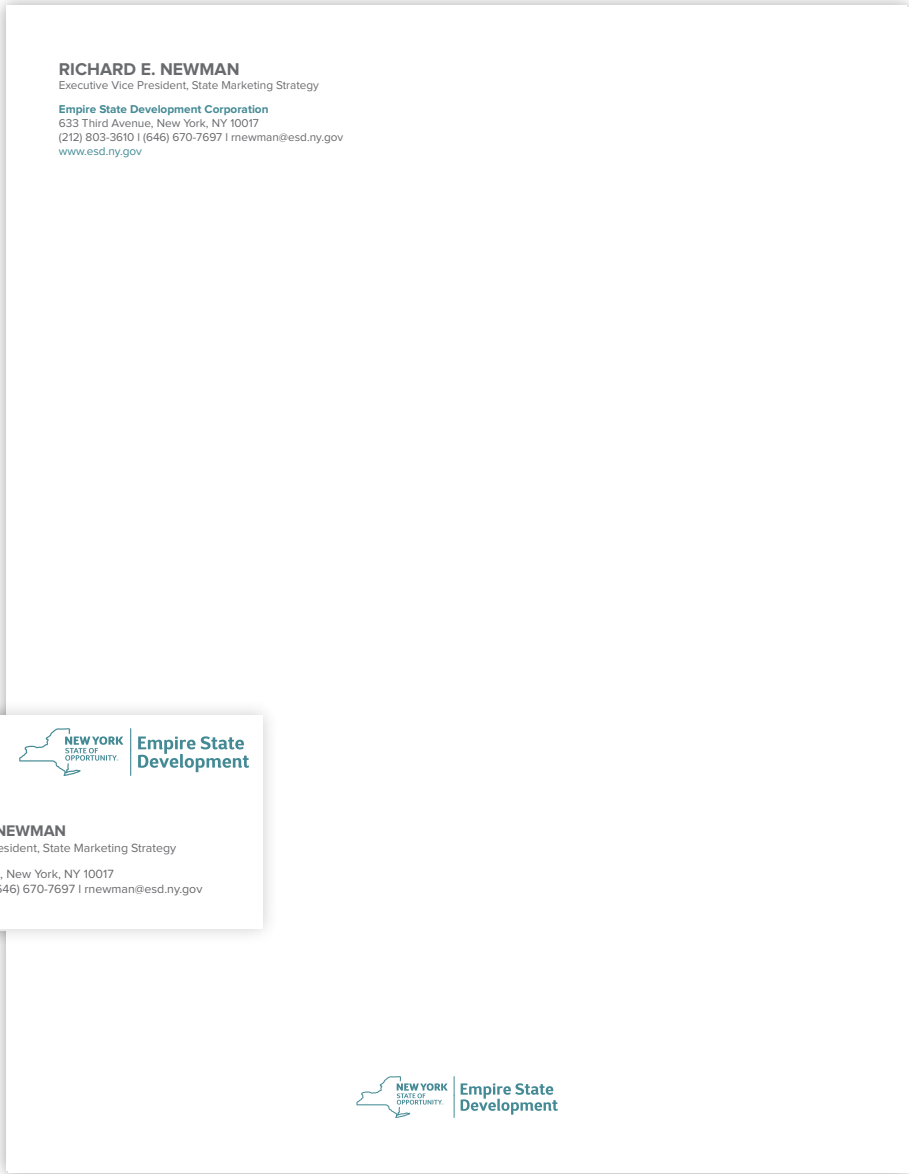 RICHARD E. NEWMAN
Executive Vice President, State Marketing Strategy
Empire State Development Corporation
633 Third Avenue, New York, NY 10017
(212) 803-3610 I (646) 670-7697 I rnewman@esd.ny.gov
www.esd.ny.gov
NEW YORK
STATE OF
OPPORTUNITY.
Empire State
Development
NEWMAN
esident, State Marketing Strategy
, New York, NY 10017
646) 670-7697 I rnewman@esd.ny.gov
NEW YORK
STATE OF
OPPORTUNITY.
Empire State
Development